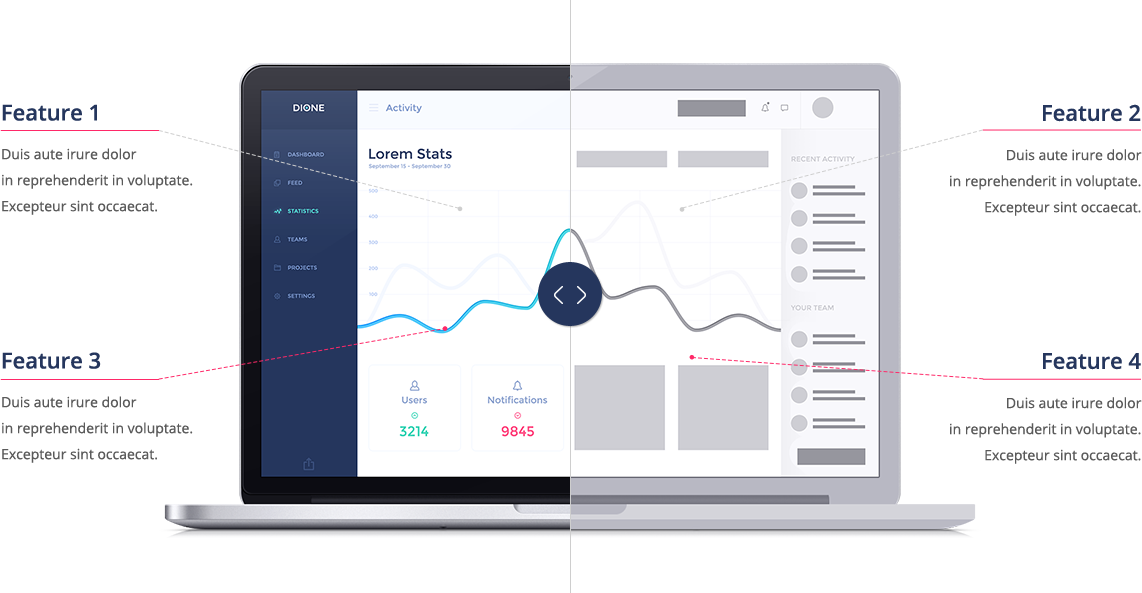 Feature 1
Duis aute irure dolor
in reprehenderit in voluptate.
Excepteur sint occaecat.
Feature 2
Duis aute irure dolor
in reprehenderit in voluptate.
Excepteur sint occaecat.
DIONE
DASHBOARD
FEED
STATISTICS
TEAMS
PROJECTS
SETTINGS
Activity
Lorem Stats
September 15 - September 30
500
400
300
200
100
Users
3214
Notifications
9845
RECENT ACTIVITY
YOUR TEAM
Feature 3
Duis aute irure dolor
in reprehenderit in voluptate.
Excepteur sint occaecat.
Feature 4
Duis aute irure dolor
in reprehenderit in voluptate.
Excepteur sint occaecat.